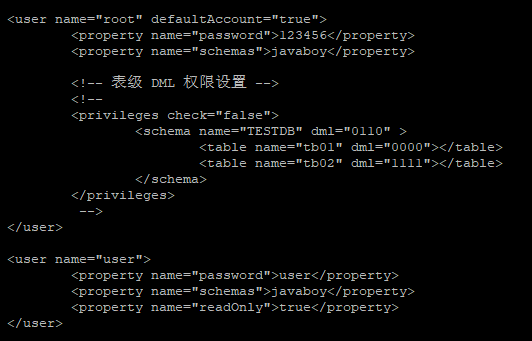 <user name="root" defaultAccount="true">
        <property name="password">123456</property>
        <property name="schemas">javaboy</property>

        <!-- 表级 DML 权限设置 -->
        <!--
        <privileges check="false">
                <schema name="TESTDB" dml="0110" >
                        <table name="tb01" dml="0000"></table>
                        <table name="tb02" dml="1111"></table>
                </schema>
        </privileges>
         -->
</user>

<user name="user">
        <property name="password">user</property>
        <property name="schemas">javaboy</property>
        <property name="readOnly">true</property>
</user>